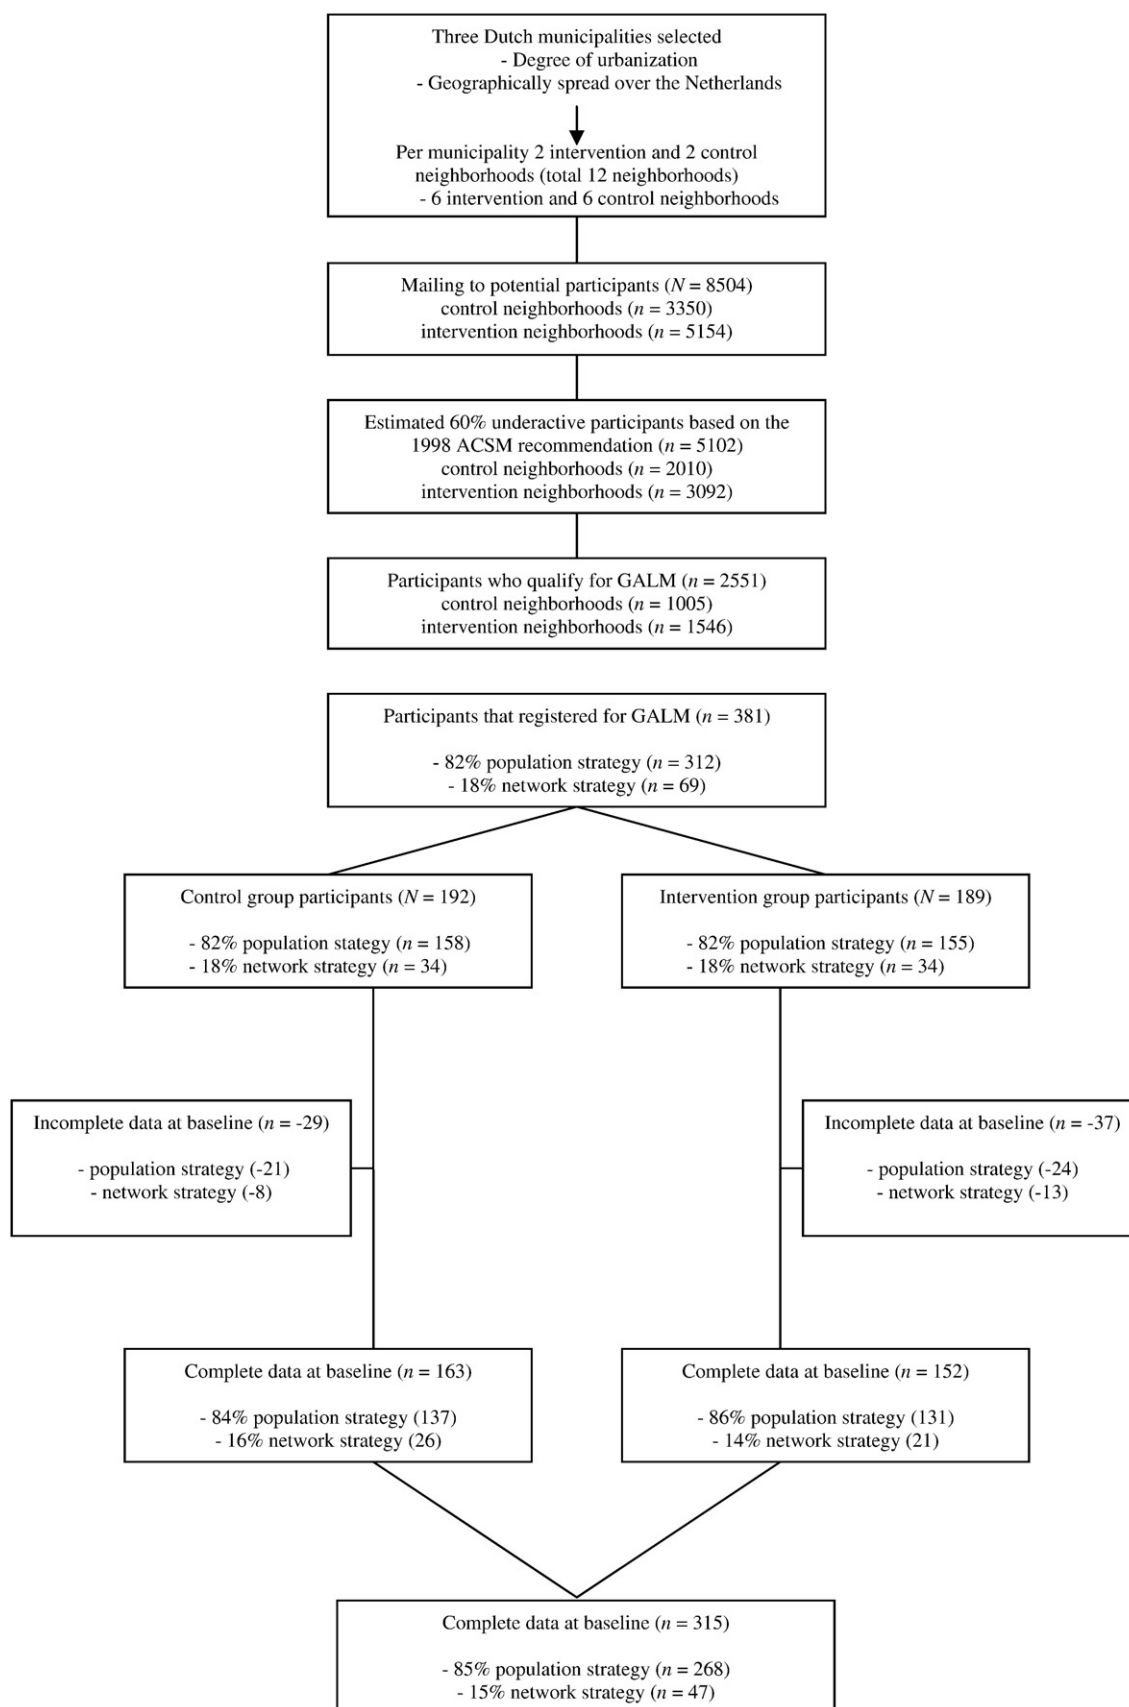 Three Dutch municipalities selected
- Degree of urbanization
- Geographically spread over the Netherlands
Per municipality 2 intervention and 2 control
neighborhoods (total 12 neighborhoods)
- 6 intervention and 6 control neighborhoods
Mailing to potential participants (N = 8504)
control neighborhoods (n = 3350)
intervention neighborhoods (n = 5154)
Estimated 60% underactive participants based on the
1998 ACSM recommendation (n = 5102)
control neighborhoods (n = 2010)
intervention neighborhoods (n = 3092)
Participants who qualify for GALM (n = 2551)
control neighborhoods (n = 1005)
intervention neighborhoods (n = 1546)
Participants that registered for GALM (n = 381)
- 82% population strategy (n = 312)
- 18% network strategy (n = 69)
Control group participants (N = 192)
- 82% population stategy (n = 158)
- 18% network strategy (n = 34)
Intervention group participants (N = 189)
- 82% population strategy (n = 155)
- 18% network strategy (n = 34)
Incomplete data at baseline (n = -29)
- population strategy (-21)
- network strategy (-8)
Incomplete data at baseline (n = -37)
- population strategy (-24)
- network strategy (-13)
Complete data at baseline (n = 163)
- 84% population strategy (137)
- 16% network strategy (26)
Complete data at baseline (n = 152)
- 86% population strategy (131)
- 14% network strategy (21)
Complete data at baseline (n = 315)
- 85% population strategy (n = 268)
- 15% network strategy (n = 47)